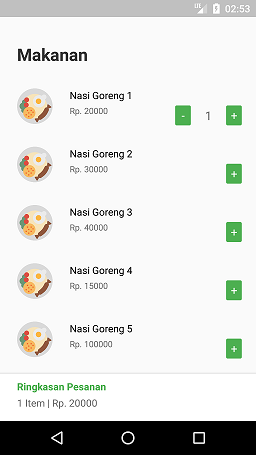 LTE 02:53
Makanan
Nasi Goreng 1
Rp. 20000
- 1 +
Nasi Goreng 2
Rp. 30000
+
Nasi Goreng 3
Rp. 40000
+
Nasi Goreng 4
Rp. 15000
+
Nasi Goreng 5
Rp. 100000
+
Ringkasan Pesanan
1 Item | Rp. 20000